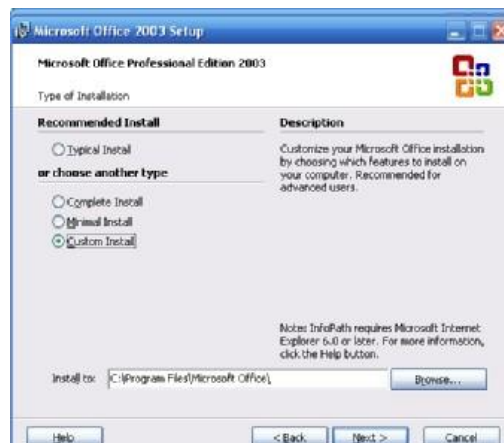 Microsoft Office 2003 Setup
Microsoft Office Professional Edition 2003
Type of Installation
Recommended Install
Typical Install
or choose another type
Complete Install
Minimal Install
Custom Install
Description
Customize your Microsoft Office installation
by choosing which features to install on
your computer. Recommended for
advanced users.
Note: InfoPath requires Microsoft Internet
Explorer 6.0 or later. For more information,
click the Help button.
Install to: C:\Program Files\Microsoft Office\
Browse...
Help
< Back
Next >
Cancel